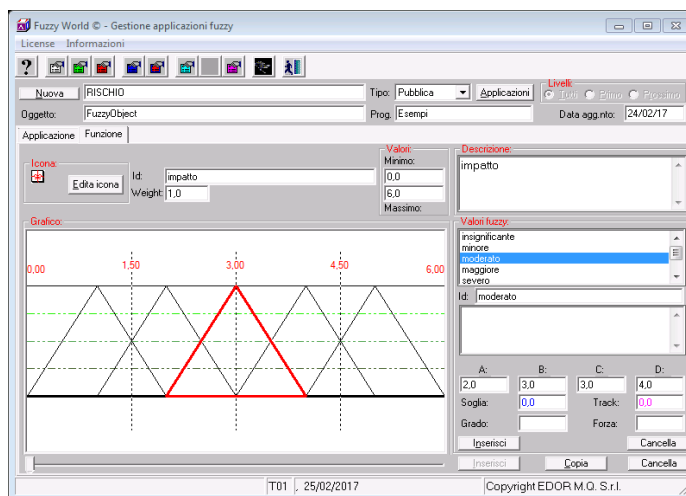 Fuzzy World © - Gestione applicazioni fuzzy
License Informazioni
Nuova RISCHIO Tipo: Pubblica Applicazioni Livelli: Tutti Primo Prossimo
Oggetto: FuzzyObject Prog. Esempi Data agg.nto: 24/02/17
Applicazione Funzione
Icona: Edita icona
Id: impatto
Weight: 1,0
Valori:
Minimo:
0,0
6,0
Massimo:
Descrizione:
impatto
Grafico:
0.00 1.50 3.00 4.50 6.00
Valori fuzzy:
insignificante
minore
moderato
maggiore
severo
Id: moderato
A: B: C: D:
2,0 3,0 3,0 4,0
Soglia: 0,0 Track: 0,0
Grado: Forza:
Inserisci Cancella
Inserisci Copia Cancella
T01 , 25/02/2017 Copyright EDOR M.Q. S.r.l.